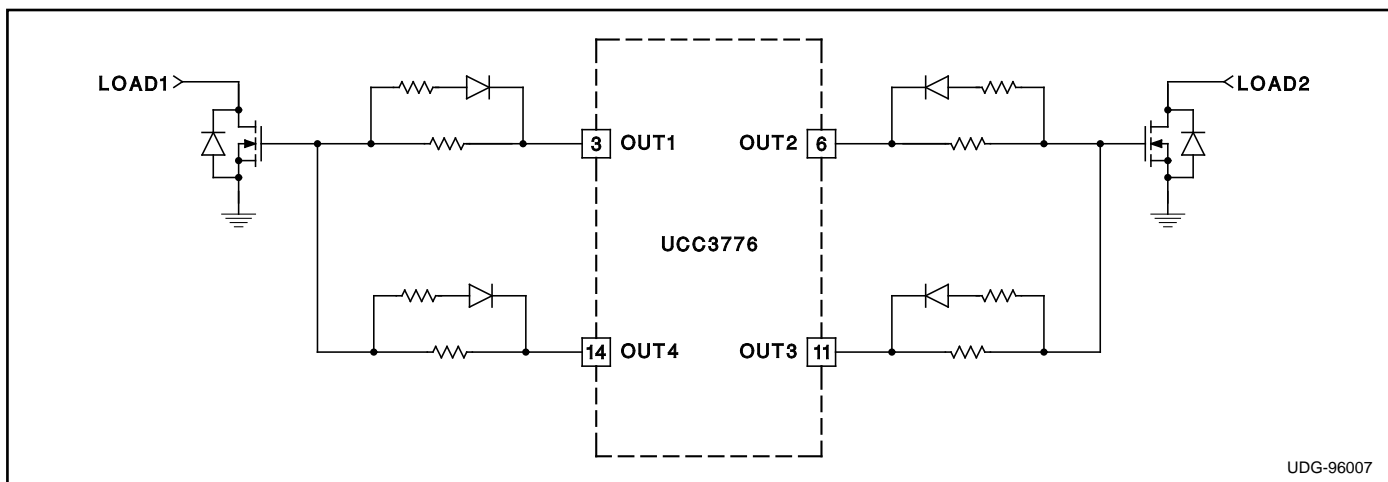 LOAD1
LOAD2
3 OUT1
OUT2 6
UCC3776
14 OUT4
OUT3 11
UDG-96007